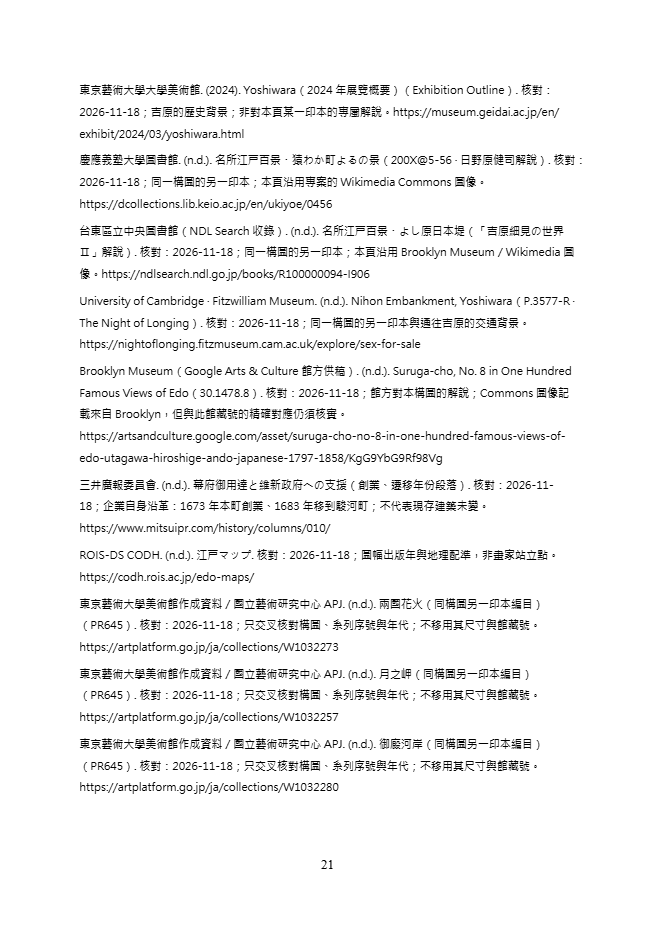 東京藝術大學大學美術館. (2024). Yoshiwara（2024 年展覽概要）（Exhibition Outline）. 核對：
2026-11-18；吉原的歷史背景；非對本頁某一印本的專屬解說。https://museum.geidai.ac.jp/en/
exhibit/2024/03/yoshiwara.html
慶應義塾大學圖書館. (n.d.). 名所江戸百景・猿わか町よるの景（200X@5-56 · 日野原健司解說）. 核對：
2026-11-18；同一構圖的另一印本；本頁沿用專案的 Wikimedia Commons 圖像。
https://dcollections.lib.keio.ac.jp/en/ukiyoe/0456
台東區立中央圖書館（NDL Search 收錄）. (n.d.). 名所江戸百景・よし原日本堤（「吉原細見の世界
Ⅱ」解說）. 核對：2026-11-18；同一構圖的另一印本；本頁沿用 Brooklyn Museum / Wikimedia 圖
像。https://ndlsearch.ndl.go.jp/books/R100000094-I906
University of Cambridge · Fitzwilliam Museum. (n.d.). Nihon Embankment, Yoshiwara（P.3577-R ·
The Night of Longing）. 核對：2026-11-18；同一構圖的另一印本與通往吉原的交通背景。
https://nightoflonging.fitzmuseum.cam.ac.uk/explore/sex-for-sale
Brooklyn Museum（Google Arts & Culture 館方供稿）. (n.d.). Suruga-cho, No. 8 in One Hundred
Famous Views of Edo（30.1478.8）. 核對：2026-11-18；館方對本構圖的解說；Commons 圖像記
載來自 Brooklyn，但與此館藏號的精確對應仍須核實。
https://artsandculture.google.com/asset/suruga-cho-no-8-in-one-hundred-famous-views-of-
edo-utagawa-hiroshige-ando-japanese-1797-1858/KgG9YbG9Rf98Vg
三井廣報委員會. (n.d.). 幕府御用達と維新政府への支援（創業、遷移年份段落）. 核對：2026-11-
18；企業自身沿革：1673 年本町創業、1683 年移到駿河町；不代表現存建築未變。
https://www.mitsuipr.com/history/columns/010/
ROIS-DS CODH. (n.d.). 江戸マップ. 核對：2026-11-18；圖幅出版年與地理配準，非畫家站立點。
https://codh.rois.ac.jp/edo-maps/
東京藝術大學美術館作成資料 / 國立藝術研究中心 APJ. (n.d.). 兩國花火（同構圖另一印本編目）
（PR645）. 核對：2026-11-18；只交叉核對構圖、系列序號與年代；不移用其尺寸與館藏號。
https://artplatform.go.jp/ja/collections/W1032273
東京藝術大學美術館作成資料 / 國立藝術研究中心 APJ. (n.d.). 月之岬（同構圖另一印本編目）
（PR645）. 核對：2026-11-18；只交叉核對構圖、系列序號與年代；不移用其尺寸與館藏號。
https://artplatform.go.jp/ja/collections/W1032257
東京藝術大學美術館作成資料 / 國立藝術研究中心 APJ. (n.d.). 御廄河岸（同構圖另一印本編目）
（PR645）. 核對：2026-11-18；只交叉核對構圖、系列序號與年代；不移用其尺寸與館藏號。
https://artplatform.go.jp/ja/collections/W1032280
21